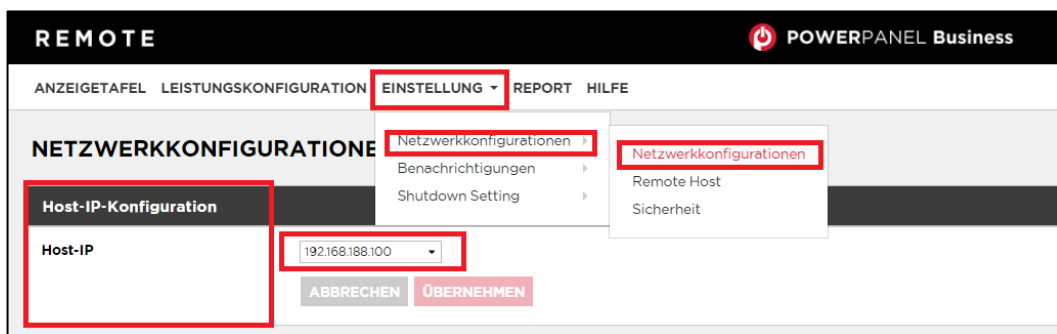 REMOTE
POWERPANEL Business
ANZEIGETAFEL LEISTUNGSKONFIGURATION EINSTELLUNG REPORT HILFE
NETZWERKKONFIGURATIONE
Netzwerkkonfigurationen
Benachrichtigungen
Shutdown Setting
Netzwerkkonfigurationen
Remote Host
Sicherheit
Host-IP-Konfiguration
Host-IP
192.168.188.100
ABBRECHEN ÜBERNEHMEN